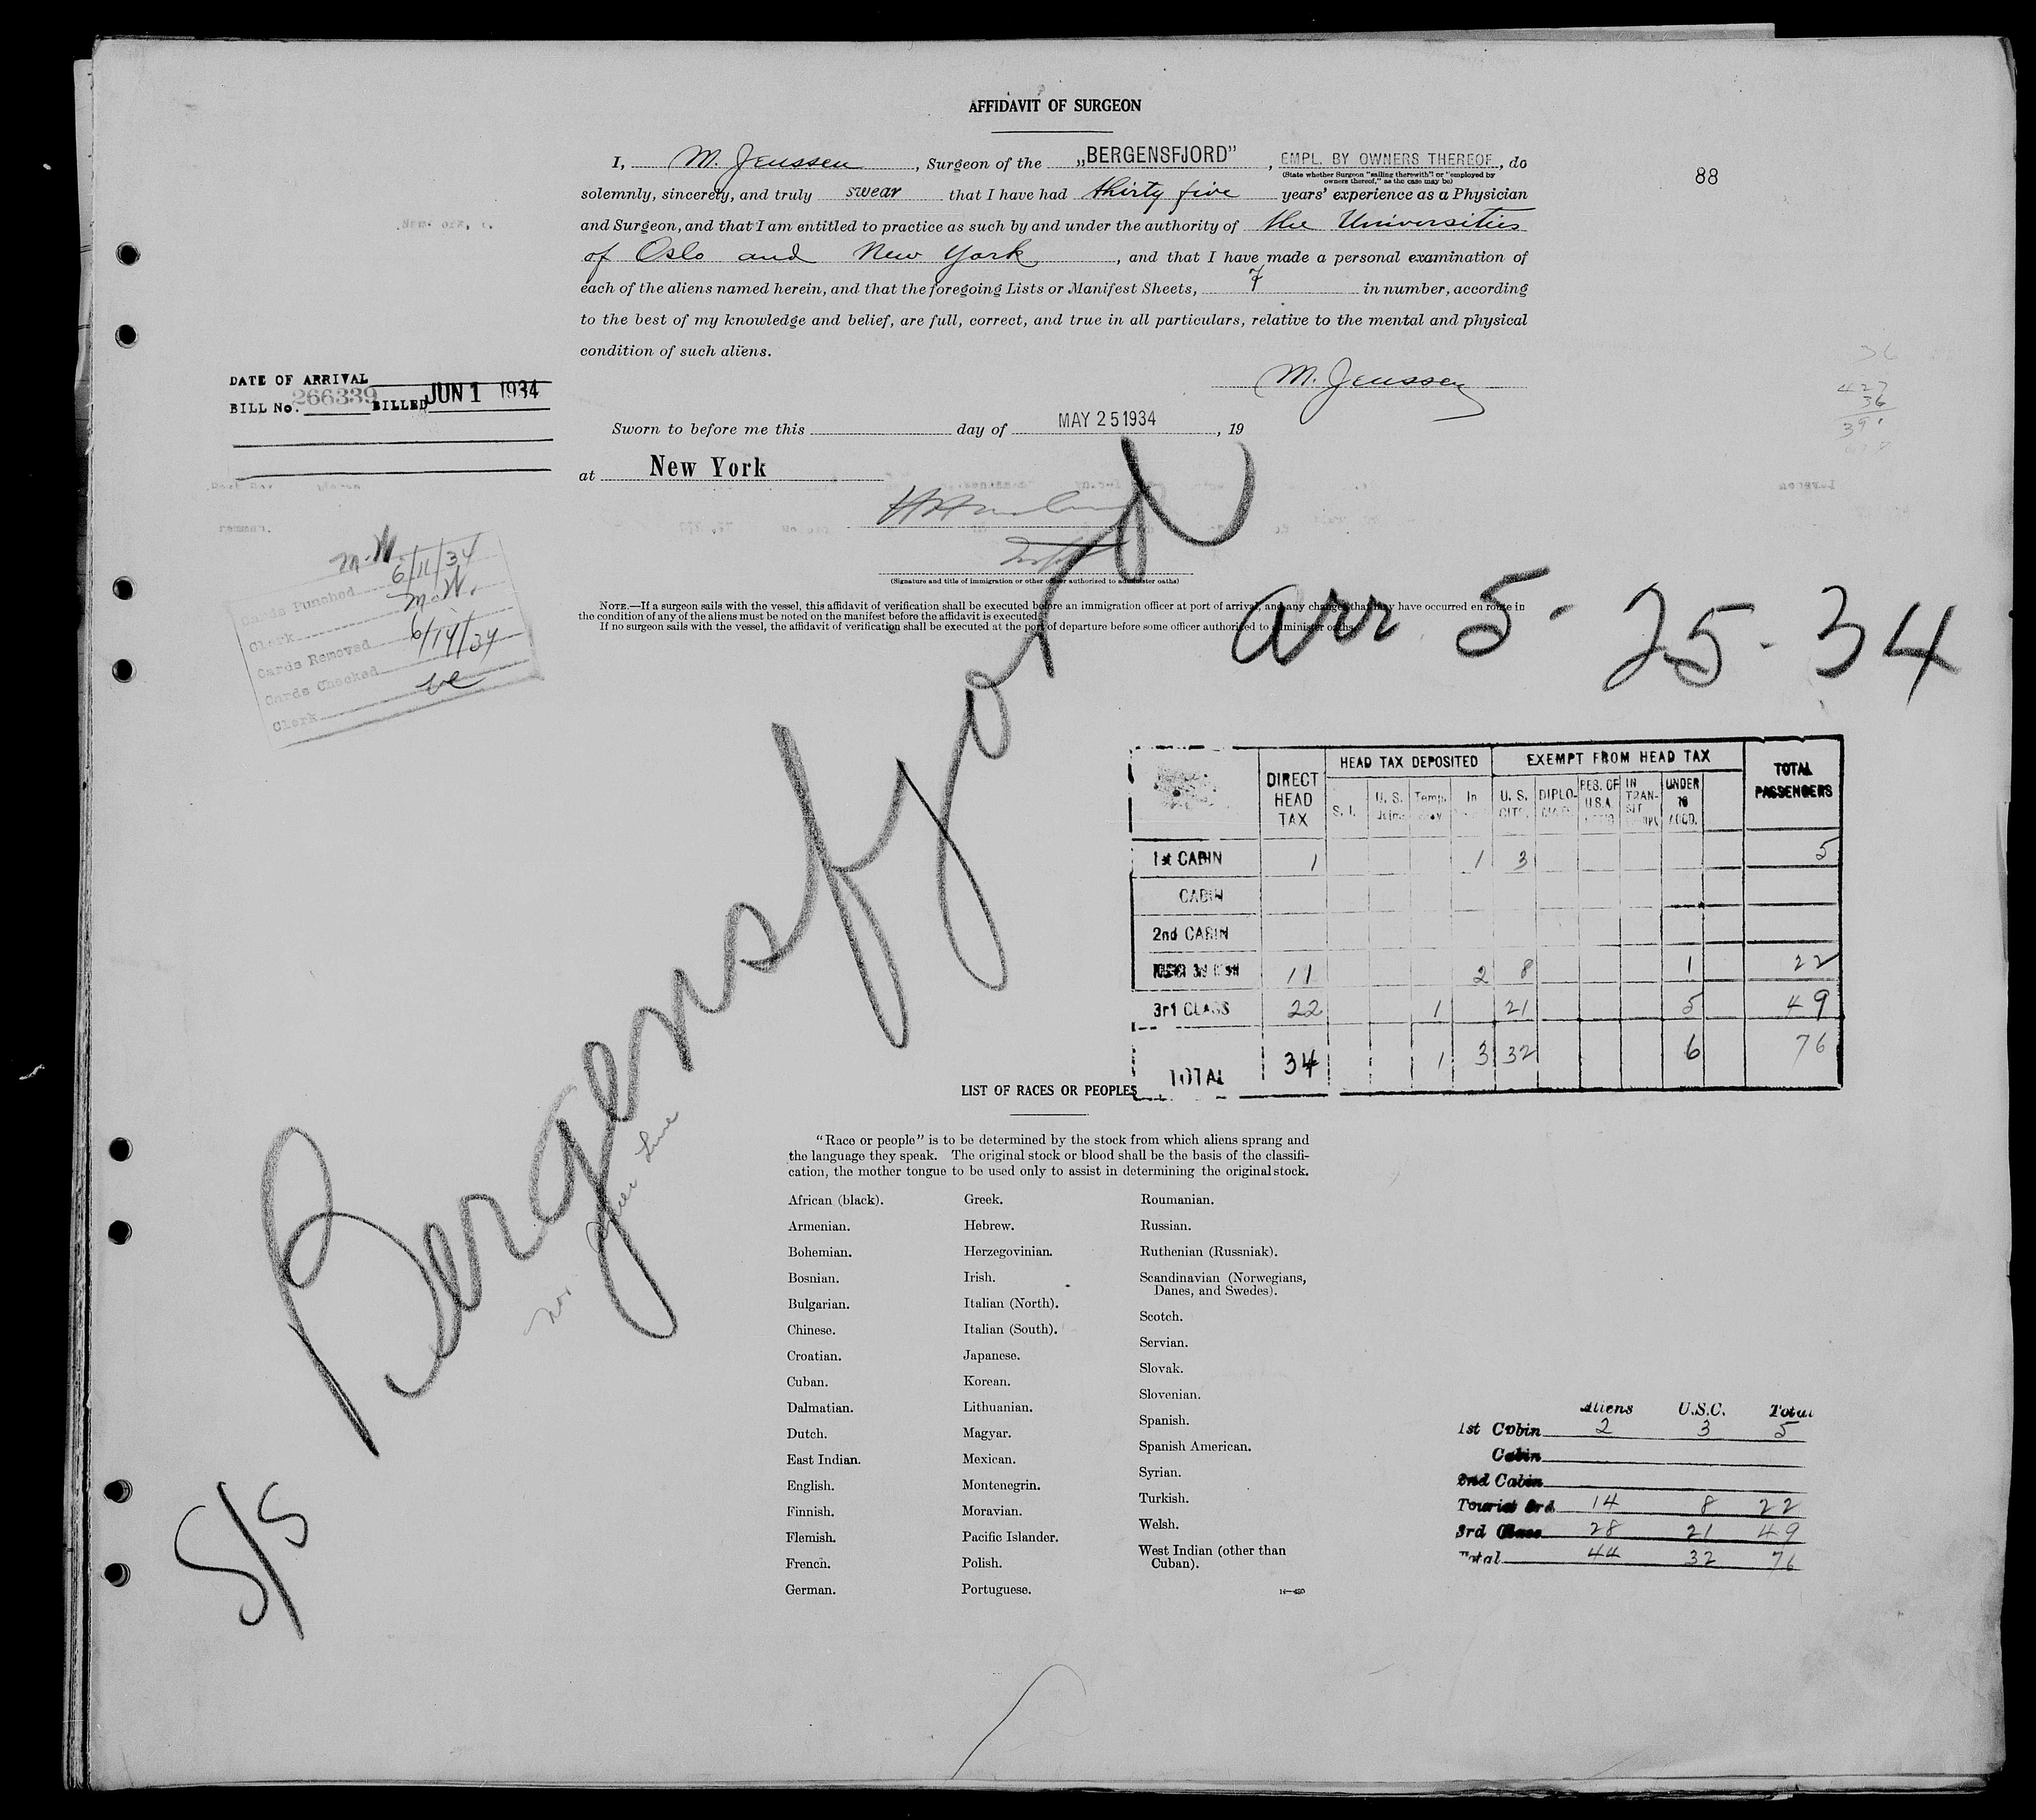 AFFIDAVIT OF SURGEON
88
I, M. Jenssen, Surgeon of the „BERGENSFJORD”, EMPL. BY OWNERS THEREOF, do
(State whether Surgeon “sailing therewith” or “employed by
owners thereof,” as the case may be)
solemnly, sincerely, and truly swear that I have had thirty five years’ experience as a Physician
and Surgeon, and that I am entitled to practice as such by and under the authority of the Universities
of Oslo and New York, and that I have made a personal examination of
each of the aliens named herein, and that the foregoing Lists or Manifest Sheets, 7 in number, according
to the best of my knowledge and belief, are full, correct, and true in all particulars, relative to the mental and physical
condition of such aliens.
M. Jenssen
DATE OF ARRIVAL
BILL No. 266339 BILLED JUN 1 1934
Sworn to before me this day of MAY 25 1934, 19
at New York
(Signature and title of immigration or other officer authorized to administer oaths)
NOTE.—If a surgeon sails with the vessel, this affidavit of verification shall be executed before an immigration officer at port of arrival, and any changes that may have occurred en route in
the condition of any of the aliens must be noted on the manifest before the affidavit is executed.
If no surgeon sails with the vessel, the affidavit of verification shall be executed at the port of departure before some officer authorized to administer oaths.
M.W. 6/11/34
Cards Punched
Clerk M.W.
Cards Removed 6/14/34
Cards Checked
Clerk
arr 5-25-34
S/S Bergensfjord
Line
DIRECT HEAD TAX HEAD TAX DEPOSITED EXEMPT FROM HEAD TAX TOTAL PASSENGERS
S. I. U. S. Temp. In U. S. CITS. DIPLO- RES. OF U.S.A. IN TRAN- SIT UNDER 16 ACCD.
1st CABIN 1 1 3 5
CABIN
2nd CABIN
11 2 8 1 22
3rd CLASS 22 1 21 5 49
TOTAL 34 1 3 32 6 76
LIST OF RACES OR PEOPLES
“Race or people” is to be determined by the stock from which aliens sprang and
the language they speak. The original stock or blood shall be the basis of the classifi-
cation, the mother tongue to be used only to assist in determining the original stock.
African (black).
Armenian.
Bohemian.
Bosnian.
Bulgarian.
Chinese.
Croatian.
Cuban.
Dalmatian.
Dutch.
East Indian.
English.
Finnish.
Flemish.
French.
German.
Greek.
Hebrew.
Herzegovinian.
Irish.
Italian (North).
Italian (South).
Japanese.
Korean.
Lithuanian.
Magyar.
Mexican.
Montenegrin.
Moravian.
Pacific Islander.
Polish.
Portuguese.
Roumanian.
Russian.
Ruthenian (Russniak).
Scandinavian (Norwegians,
Danes, and Swedes).
Scotch.
Servian.
Slovak.
Slovenian.
Spanish.
Spanish American.
Syrian.
Turkish.
Welsh.
West Indian (other than
Cuban).
Aliens U.S.C. Total
1st Cabin 2 3 5
Cabin
2nd Cabin
Tourist 3rd 14 8 22
3rd Class 28 21 49
Total 44 32 76